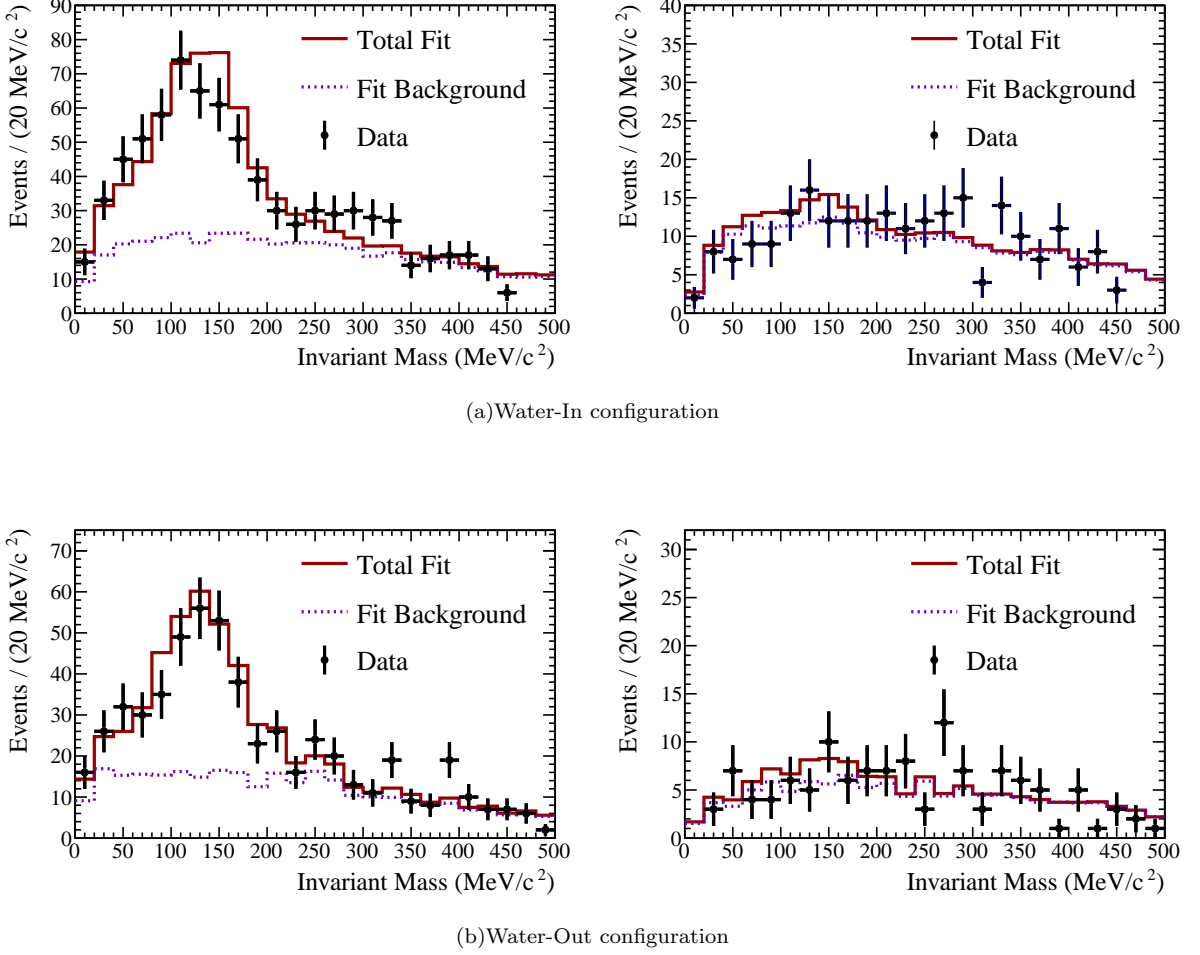 Events / (20 MeV/c²)
90
80
70
60
50
40
30
20
10
0
Total Fit
Fit Background
Data
0 50 100 150 200 250 300 350 400 450 500
Invariant Mass (MeV/c²)
Events / (20 MeV/c²)
40
35
30
25
20
15
10
5
0
Total Fit
Fit Background
Data
0 50 100 150 200 250 300 350 400 450 500
Invariant Mass (MeV/c²)
(a)Water-In configuration
Events / (20 MeV/c²)
70
60
50
40
30
20
10
0
Total Fit
Fit Background
Data
0 50 100 150 200 250 300 350 400 450 500
Invariant Mass (MeV/c²)
Events / (20 MeV/c²)
30
25
20
15
10
5
0
Total Fit
Fit Background
Data
0 50 100 150 200 250 300 350 400 450 500
Invariant Mass (MeV/c²)
(b)Water-Out configuration